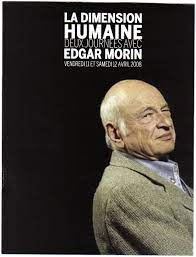 LA DIMENSION
HUMAINE
DEUX JOURNÉES AVEC
EDGAR MORIN
VENDREDI 11 ET SAMEDI 12 AVRIL 2008